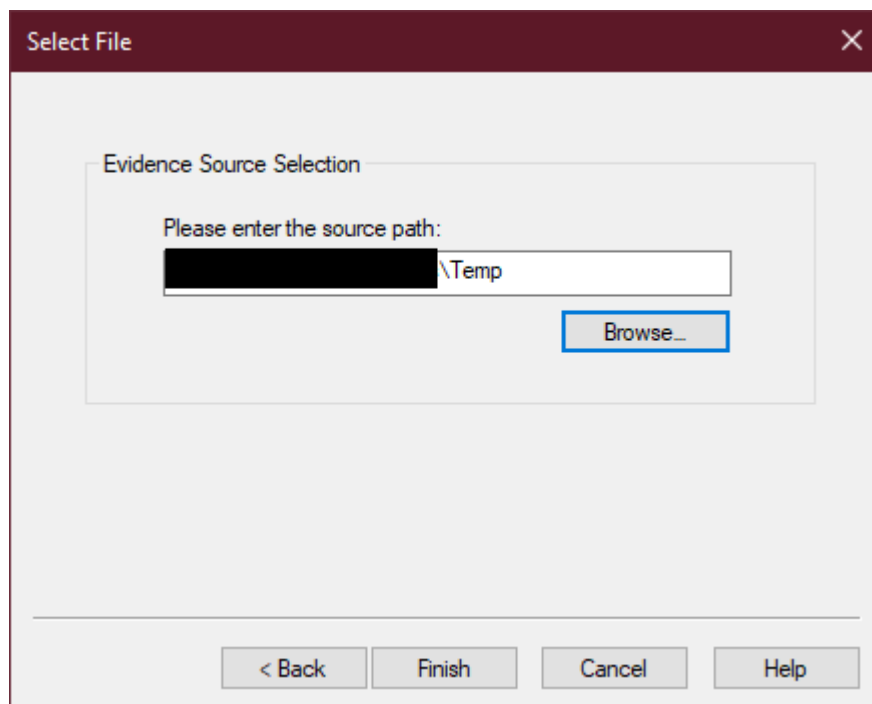 Select File
Evidence Source Selection
Please enter the source path:
\Temp
Browse...
< Back
Finish
Cancel
Help